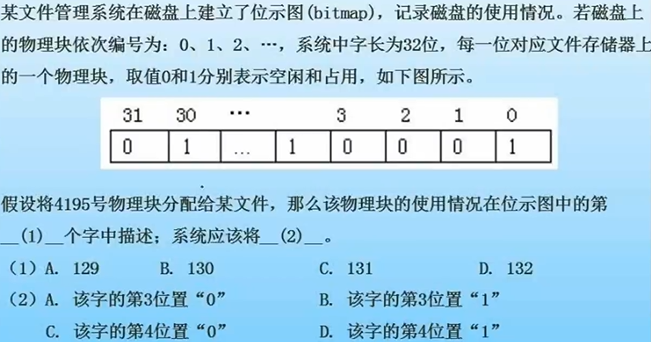 某文件管理系统在磁盘上建立了位示图(bitmap)，记录磁盘的使用情况。若磁盘上
的物理块依次编号为：0、1、2、…，系统中字长为32位，每一位对应文件存储器上
的一个物理块，取值0和1分别表示空闲和占用，如下图所示。
31 30 … 3 2 1 0
0 1 … 1 0 0 0 1
假设将4195号物理块分配给某文件，那么该物理块的使用情况在位示图中的第
__(1)__个字中描述；系统应该将__(2)__。
（1）A. 129 B. 130 C. 131 D. 132
（2）A. 该字的第3位置“0” B. 该字的第3位置“1”
C. 该字的第4位置“0” D. 该字的第4位置“1”